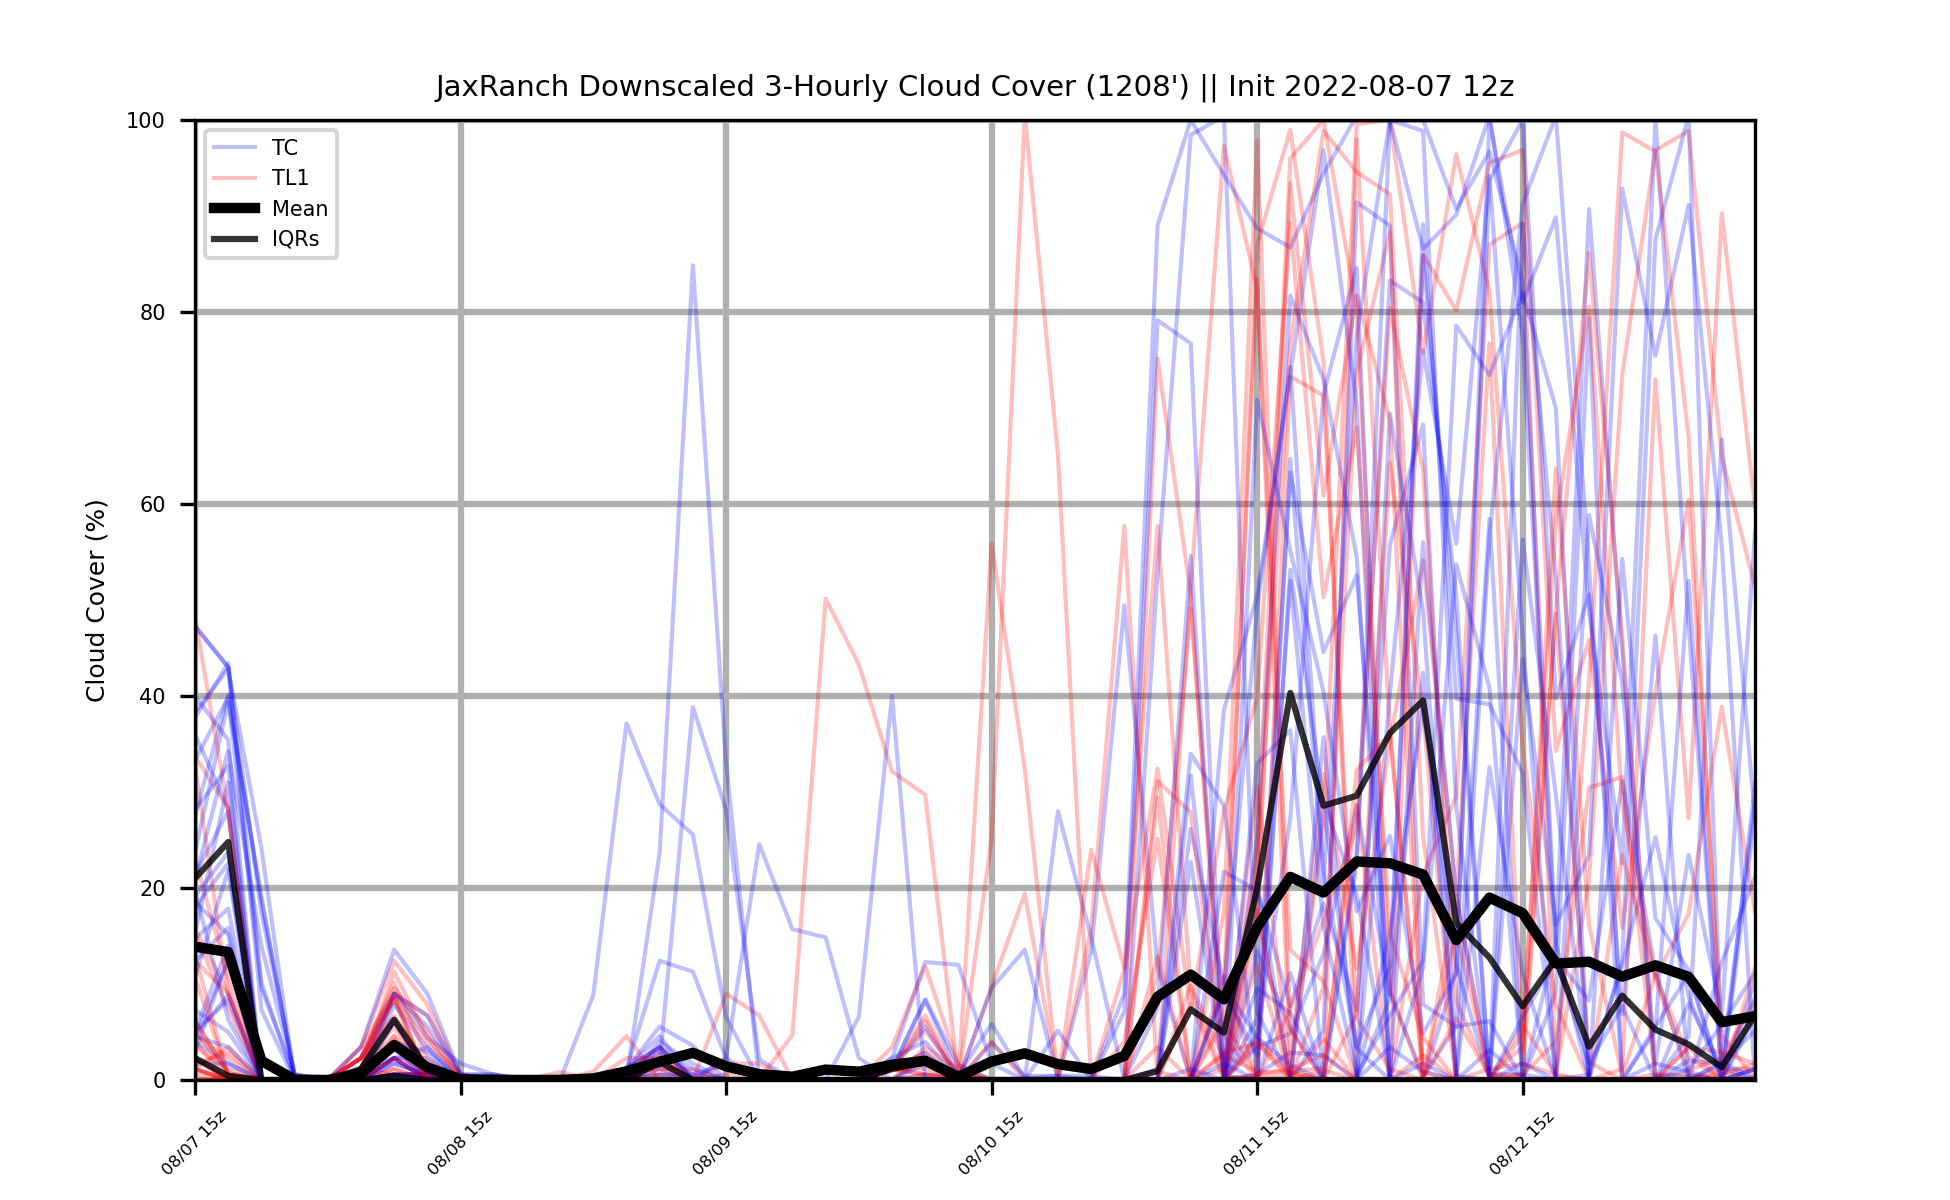 JaxRanch Downscaled 3-Hourly Cloud Cover (1208') || Init 2022-08-07 12z
100
80
60
40
20
0
Cloud Cover (%)
TC
TL1
Mean
IQRs
08/07 15z
08/08 15z
08/09 15z
08/10 15z
08/11 15z
08/12 15z